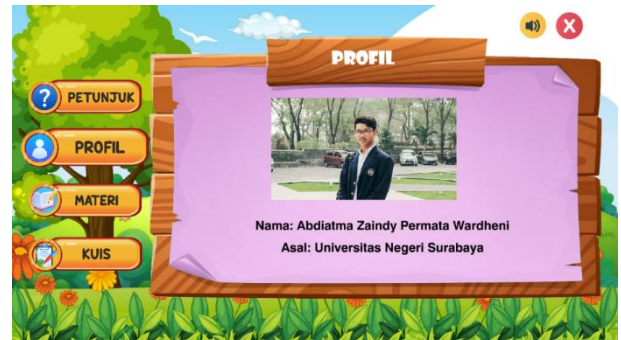 PROFIL
PETUNJUK
PROFIL
MATERI
KUIS
Nama: Abdiatma Zaindy Permata Wardheni
Asal: Universitas Negeri Surabaya